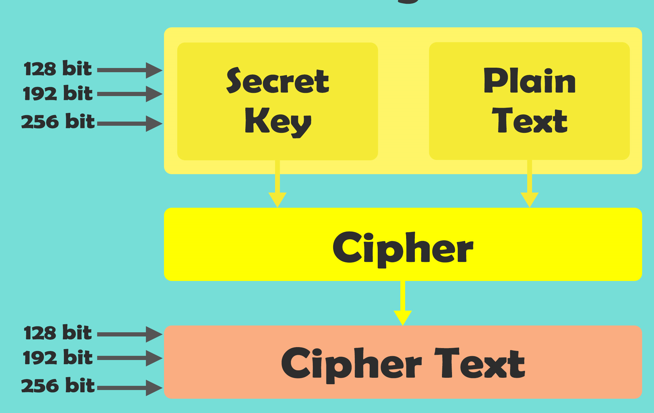 128 bit
192 bit
256 bit
Secret
Key
Plain
Text
Cipher
128 bit
192 bit
256 bit
Cipher Text